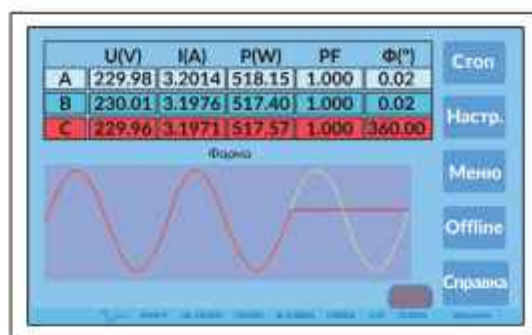 U(V) I(A) P(W) PF Φ(°)
A 229.98 3.2014 518.15 1.000 0.02
B 230.01 3.1976 517.40 1.000 0.02
C 229.96 3.1971 517.57 1.000 360.00
Форма
Стоп
Настр.
Меню
Offline
Справка